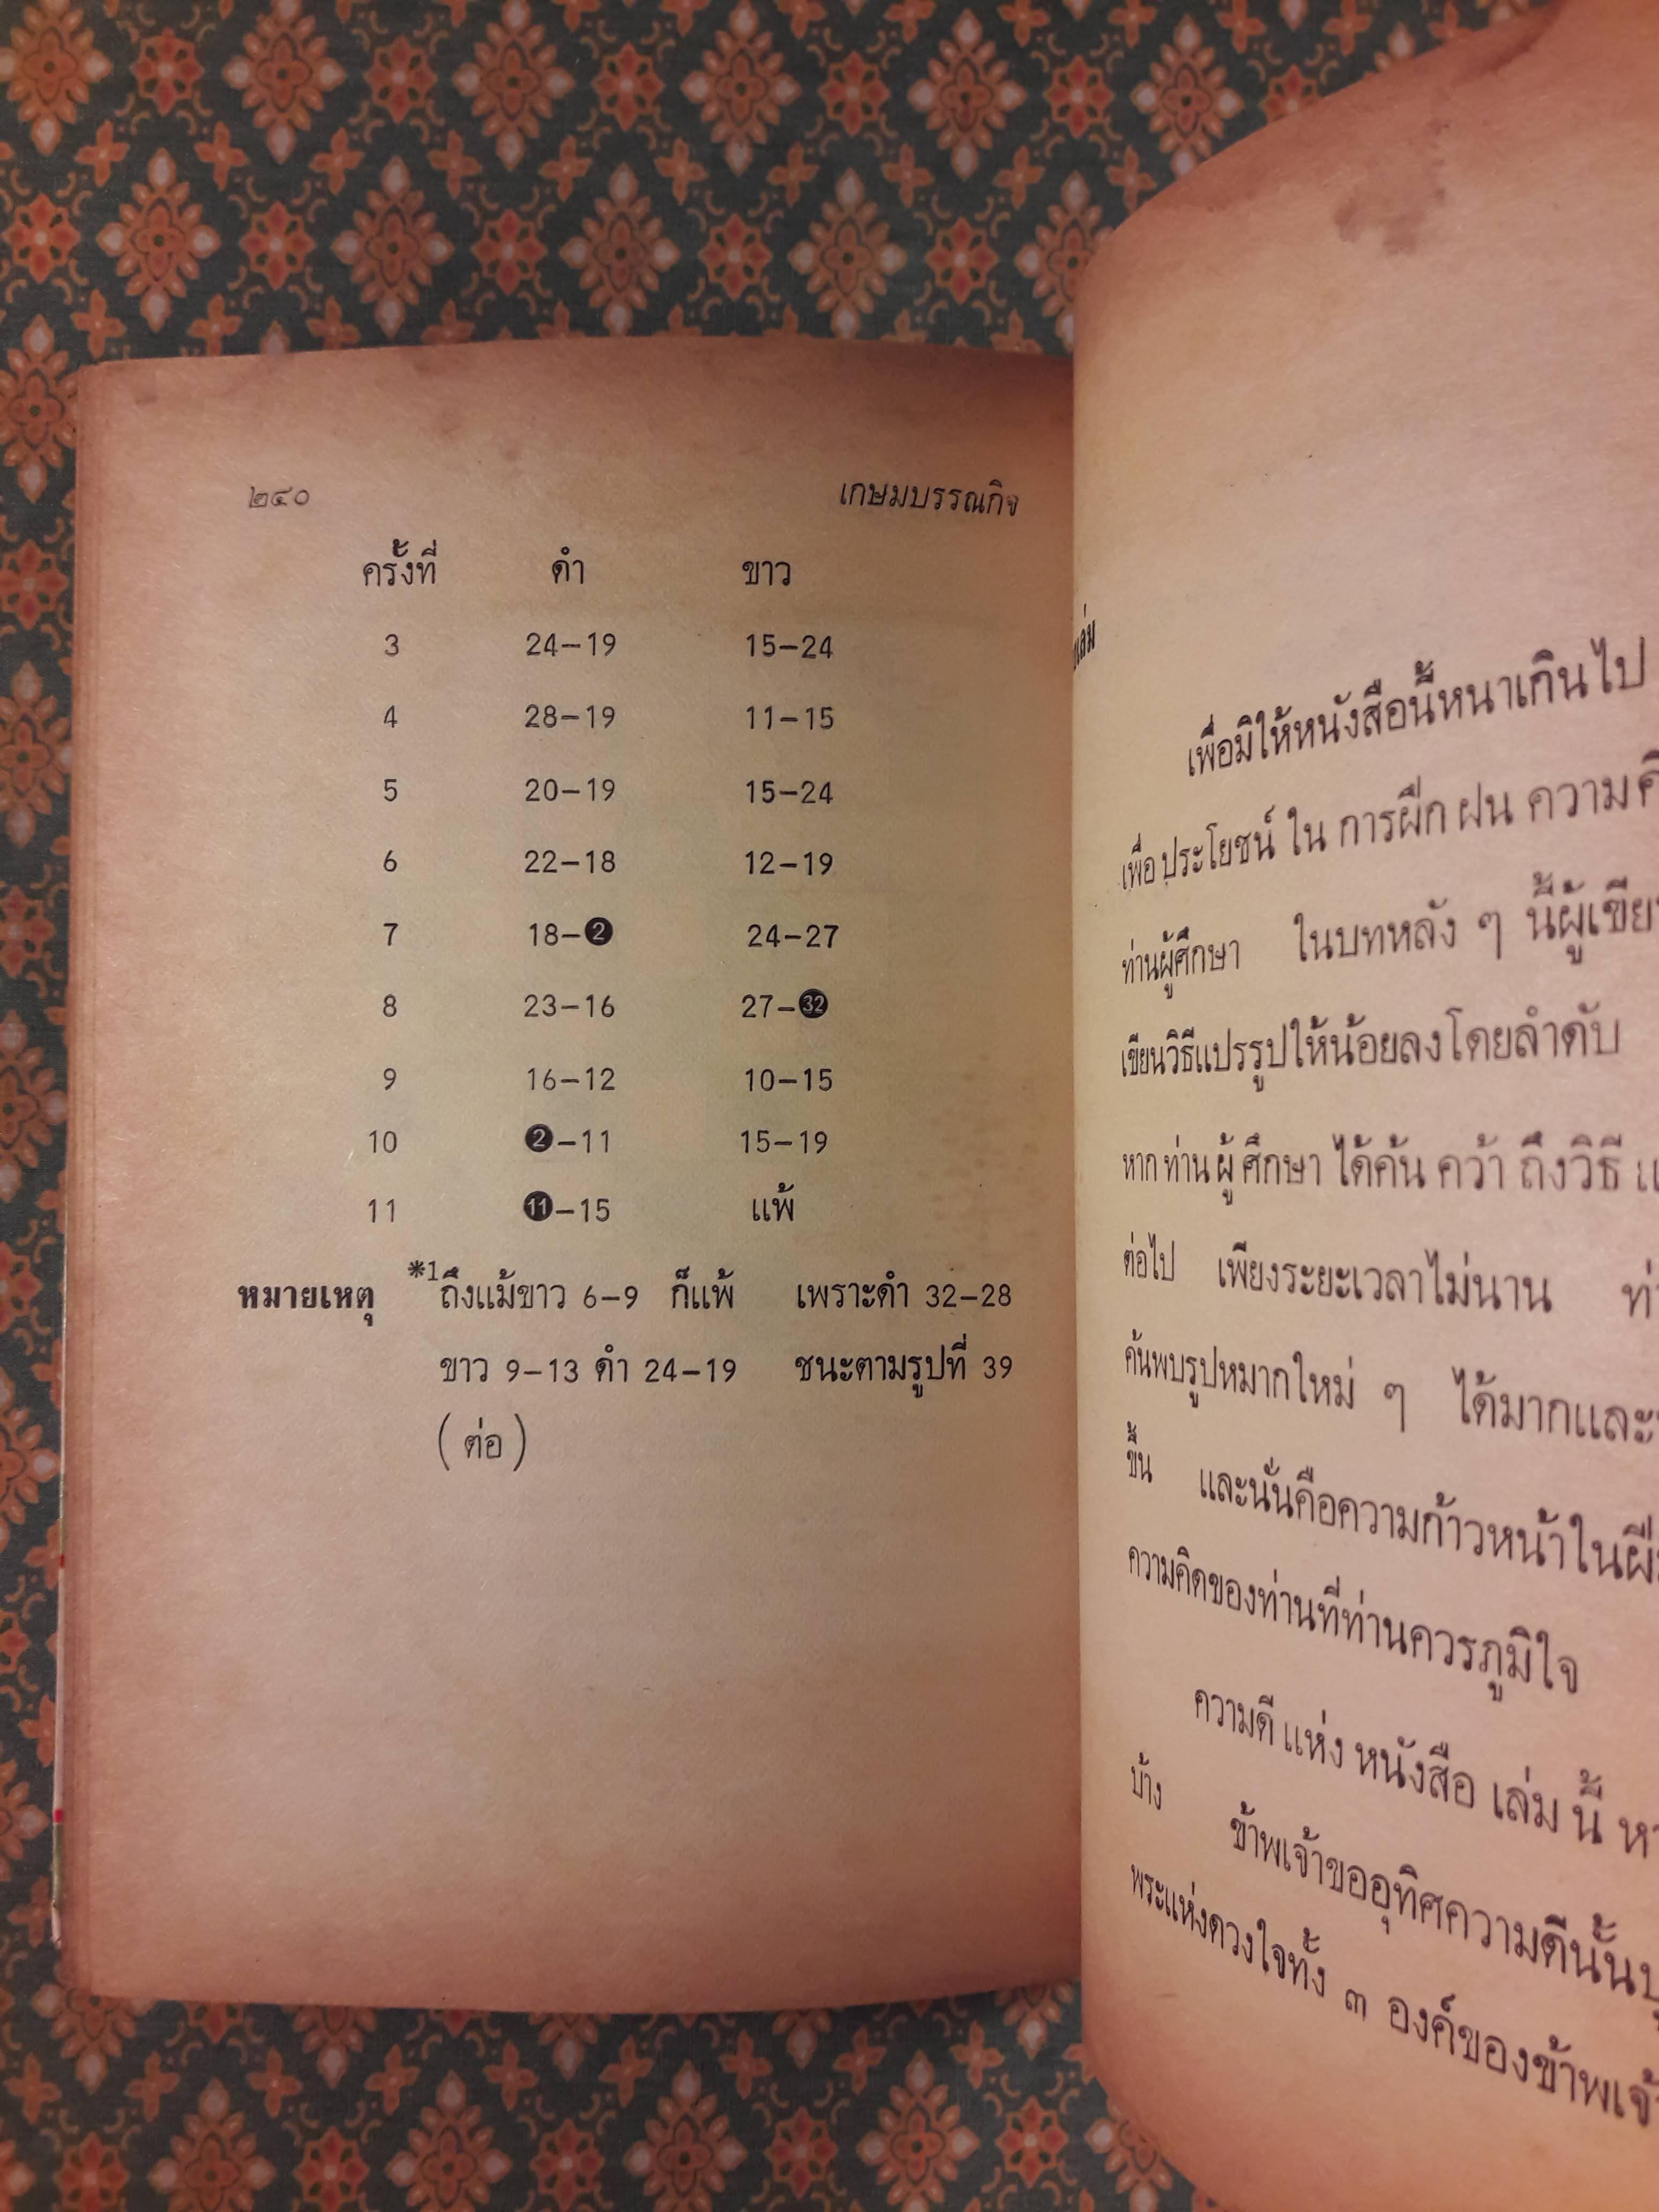 ๒๔๐ เกษมบรรณกิจ
ครั้งที่ ดำ ขาว
3 24–19 15–24
4 28–19 11–15
5 20–19 15–24
6 22–18 12–19
7 18–2 24–27
8 23–16 27–32
9 16–12 10–15
10 2–11 15–19
11 11–15 แพ้
หมายเหตุ *1 ถึงแม้ขาว 6–9 ก็แพ้ เพราะดำ 32–28
ขาว 9–13 ดำ 24–19 ชนะตามรูปที่ 39
( ต่อ )
เพื่อมิให้หนังสือนี้หนาเกินไป
เพื่อ ประโยชน์ ใน การฝึก ฝน
ท่านผู้ศึกษา ในบทหลัง ๆ
เขียนวิธีแปรรูปให้น้อยลงโดยลำดับ
หาก ท่าน ผู้ ศึกษา ได้ค้น คว้า ถึงวิธี
ต่อไป เพียงระยะเวลาไม่นาน
ค้นพบรูปหมากใหม่ ๆ ได้มากและ
ขึ้น และนั่นคือความก้าวหน้าใน
ความคิดของท่านที่ท่านควรภูมิใจ
ความดี แห่ง หนังสือ เล่ม นี้
บ้าง ข้าพเจ้าขออุทิศความดีนั้น
พระแห่งดวงใจทั้ง ๓ องค์ของข้าพเจ้า